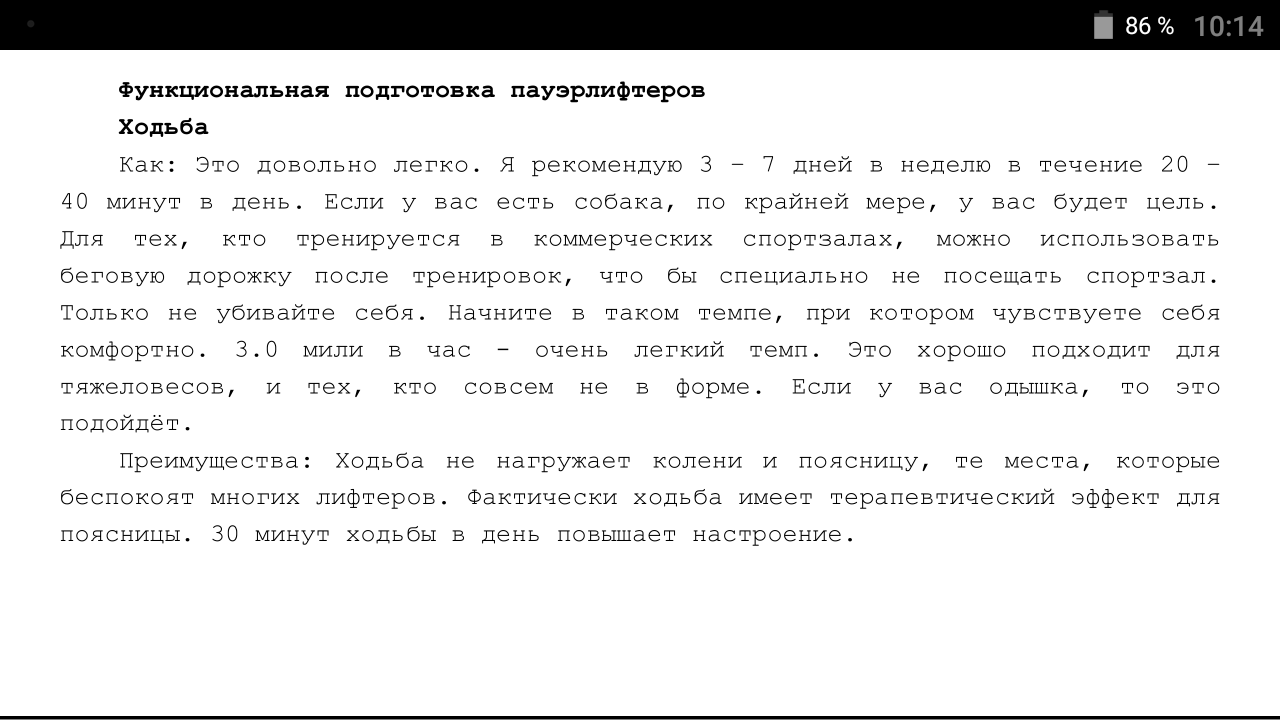 86 % 10:14
Функциональная подготовка пауэрлифтеров
Ходьба
Как: Это довольно легко. Я рекомендую 3 – 7 дней в неделю в течение 20 –
40 минут в день. Если у вас есть собака, по крайней мере, у вас будет цель.
Для тех, кто тренируется в коммерческих спортзалах, можно использовать
беговую дорожку после тренировок, что бы специально не посещать спортзал.
Только не убивайте себя. Начните в таком темпе, при котором чувствуете себя
комфортно. 3.0 мили в час - очень легкий темп. Это хорошо подходит для
тяжеловесов, и тех, кто совсем не в форме. Если у вас одышка, то это
подойдёт.
Преимущества: Ходьба не нагружает колени и поясницу, те места, которые
беспокоят многих лифтеров. Фактически ходьба имеет терапевтический эффект для
поясницы. 30 минут ходьбы в день повышает настроение.